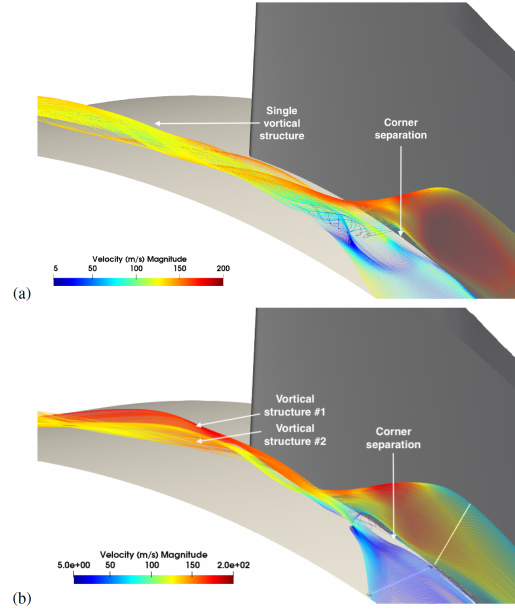 Single
vortical
structure
Corner
separation
Velocity (m/s) Magnitude
5 50 100 150 200
(a)
Vortical
structure #1
Vortical
structure #2
Corner
separation
Velocity (m/s) Magnitude
5.0e+00 50 100 150 2.0e+02
(b)